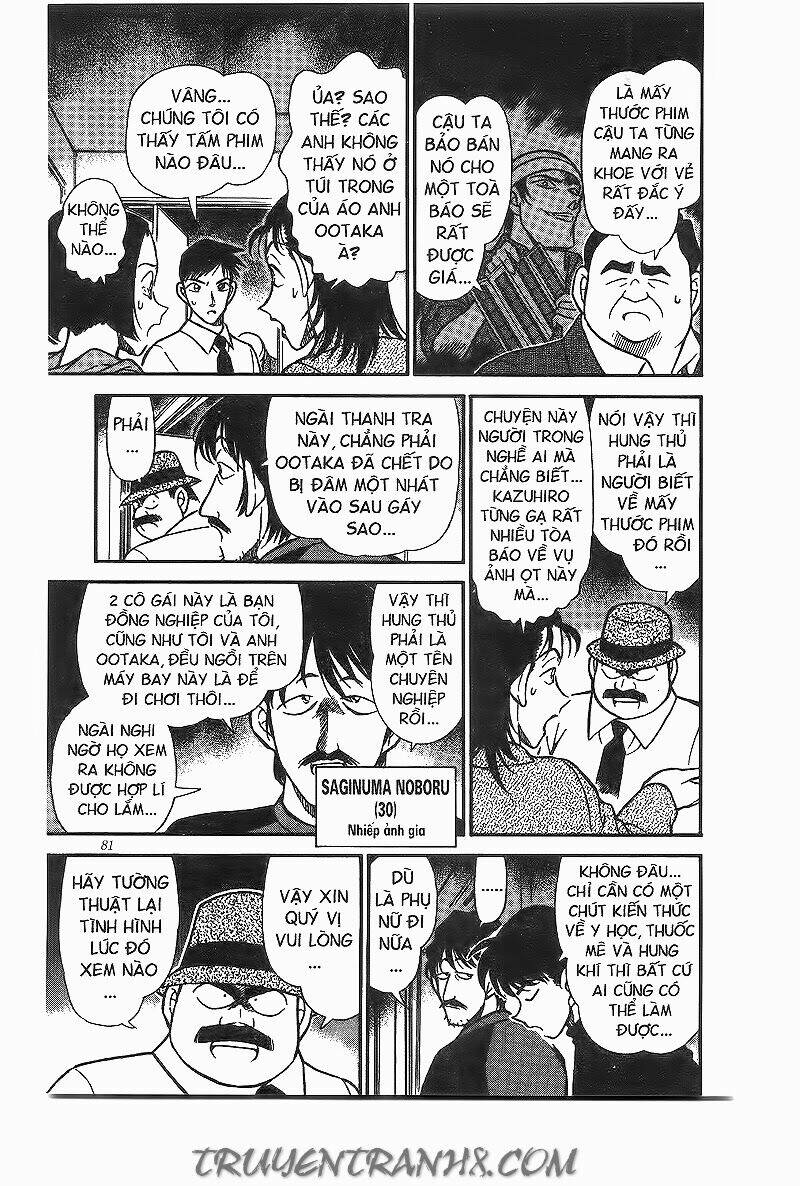 LÀ MẤY
THƯỚC PHIM
CẬU TA TỪNG
MANG RA
KHOE VỚI VẺ
RẤT ĐẮC Ý
ĐẤY...
CẬU TA
BẢO BÁN
NÓ CHO
MỘT TOÀ
BÁO SẼ
RẤT
ĐƯỢC
GIÁ...
ỦA? SAO
THẾ? CÁC
ANH KHÔNG
THẤY NÓ Ở
TÚI TRONG
CỦA ÁO ANH
OOTAKA
À?
VÂNG...
CHÚNG TÔI CÓ
THẤY TẤM PHIM
NÀO ĐÂU...
KHÔNG
THỂ
NÀO...
NÓI VẬY THÌ
HUNG THỦ
PHẢI LÀ
NGƯỜI BIẾT
VỀ MẤY
THƯỚC PHIM
ĐÓ RỒI
...
CHUYỆN NÀY
NGƯỜI TRONG
NGHỀ AI MÀ
CHẲNG BIẾT...
KAZUHIRO
TỪNG GẠ RẤT
NHIỀU TÒA
BÁO VỀ VỤ
ẢNH ỌT NÀY
MÀ...
NGÀI THANH TRA
NÀY, CHẲNG PHẢI
OOTAKA ĐÃ CHẾT DO
BỊ ĐÂM MỘT NHÁT
VÀO SAU GÁY
SAO...
PHẢI
...
VẬY THÌ
HUNG THỦ
PHẢI LÀ
MỘT TÊN
CHUYÊN
NGHIỆP
RỒI...
2 CÔ GÁI NÀY LÀ BẠN
ĐỒNG NGHIỆP CỦA TÔI,
CŨNG NHƯ TÔI VÀ ANH
OOTAKA, ĐỀU NGỒI TRÊN
MÁY BAY NÀY LÀ ĐỂ
ĐI CHƠI THÔI...
NGÀI NGHI
NGỜ HỌ XEM
RA KHÔNG
ĐƯỢC HỢP LÍ
CHO LẮM...
SAGINUMA NOBORU
(30)
Nhiếp ảnh gia
81
KHÔNG ĐÂU...
CHỈ CẦN CÓ MỘT
CHÚT KIẾN THỨC
VỀ Y HỌC, THUỐC
MÊ VÀ HUNG
KHÍ THÌ BẤT CỨ
AI CŨNG CÓ
THỂ LÀM
ĐƯỢC...
.....
DÙ
LÀ PHỤ
NỮ ĐI
NỮA
...
VẬY XIN
QUÝ VỊ
VUI LÒNG
...
HÃY TƯỜNG
THUẬT LẠI
TÌNH HÌNH
LÚC ĐÓ
XEM NÀO
...
TRUYENTRANH8.COM